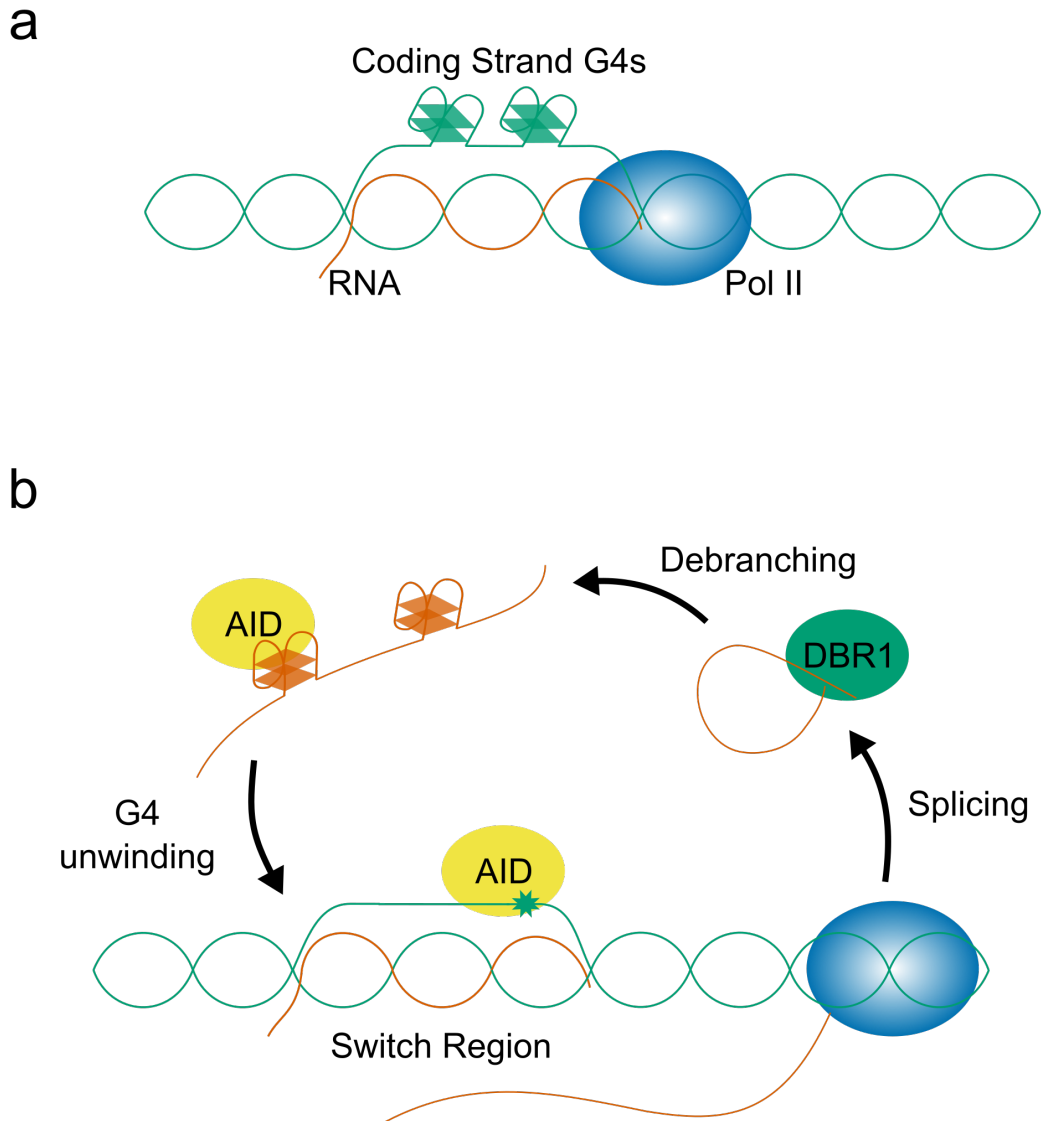 a
Coding Strand G4s
RNA
Pol II
b
Debranching
AID
DBR1
Splicing
G4
unwinding
AID
Switch Region